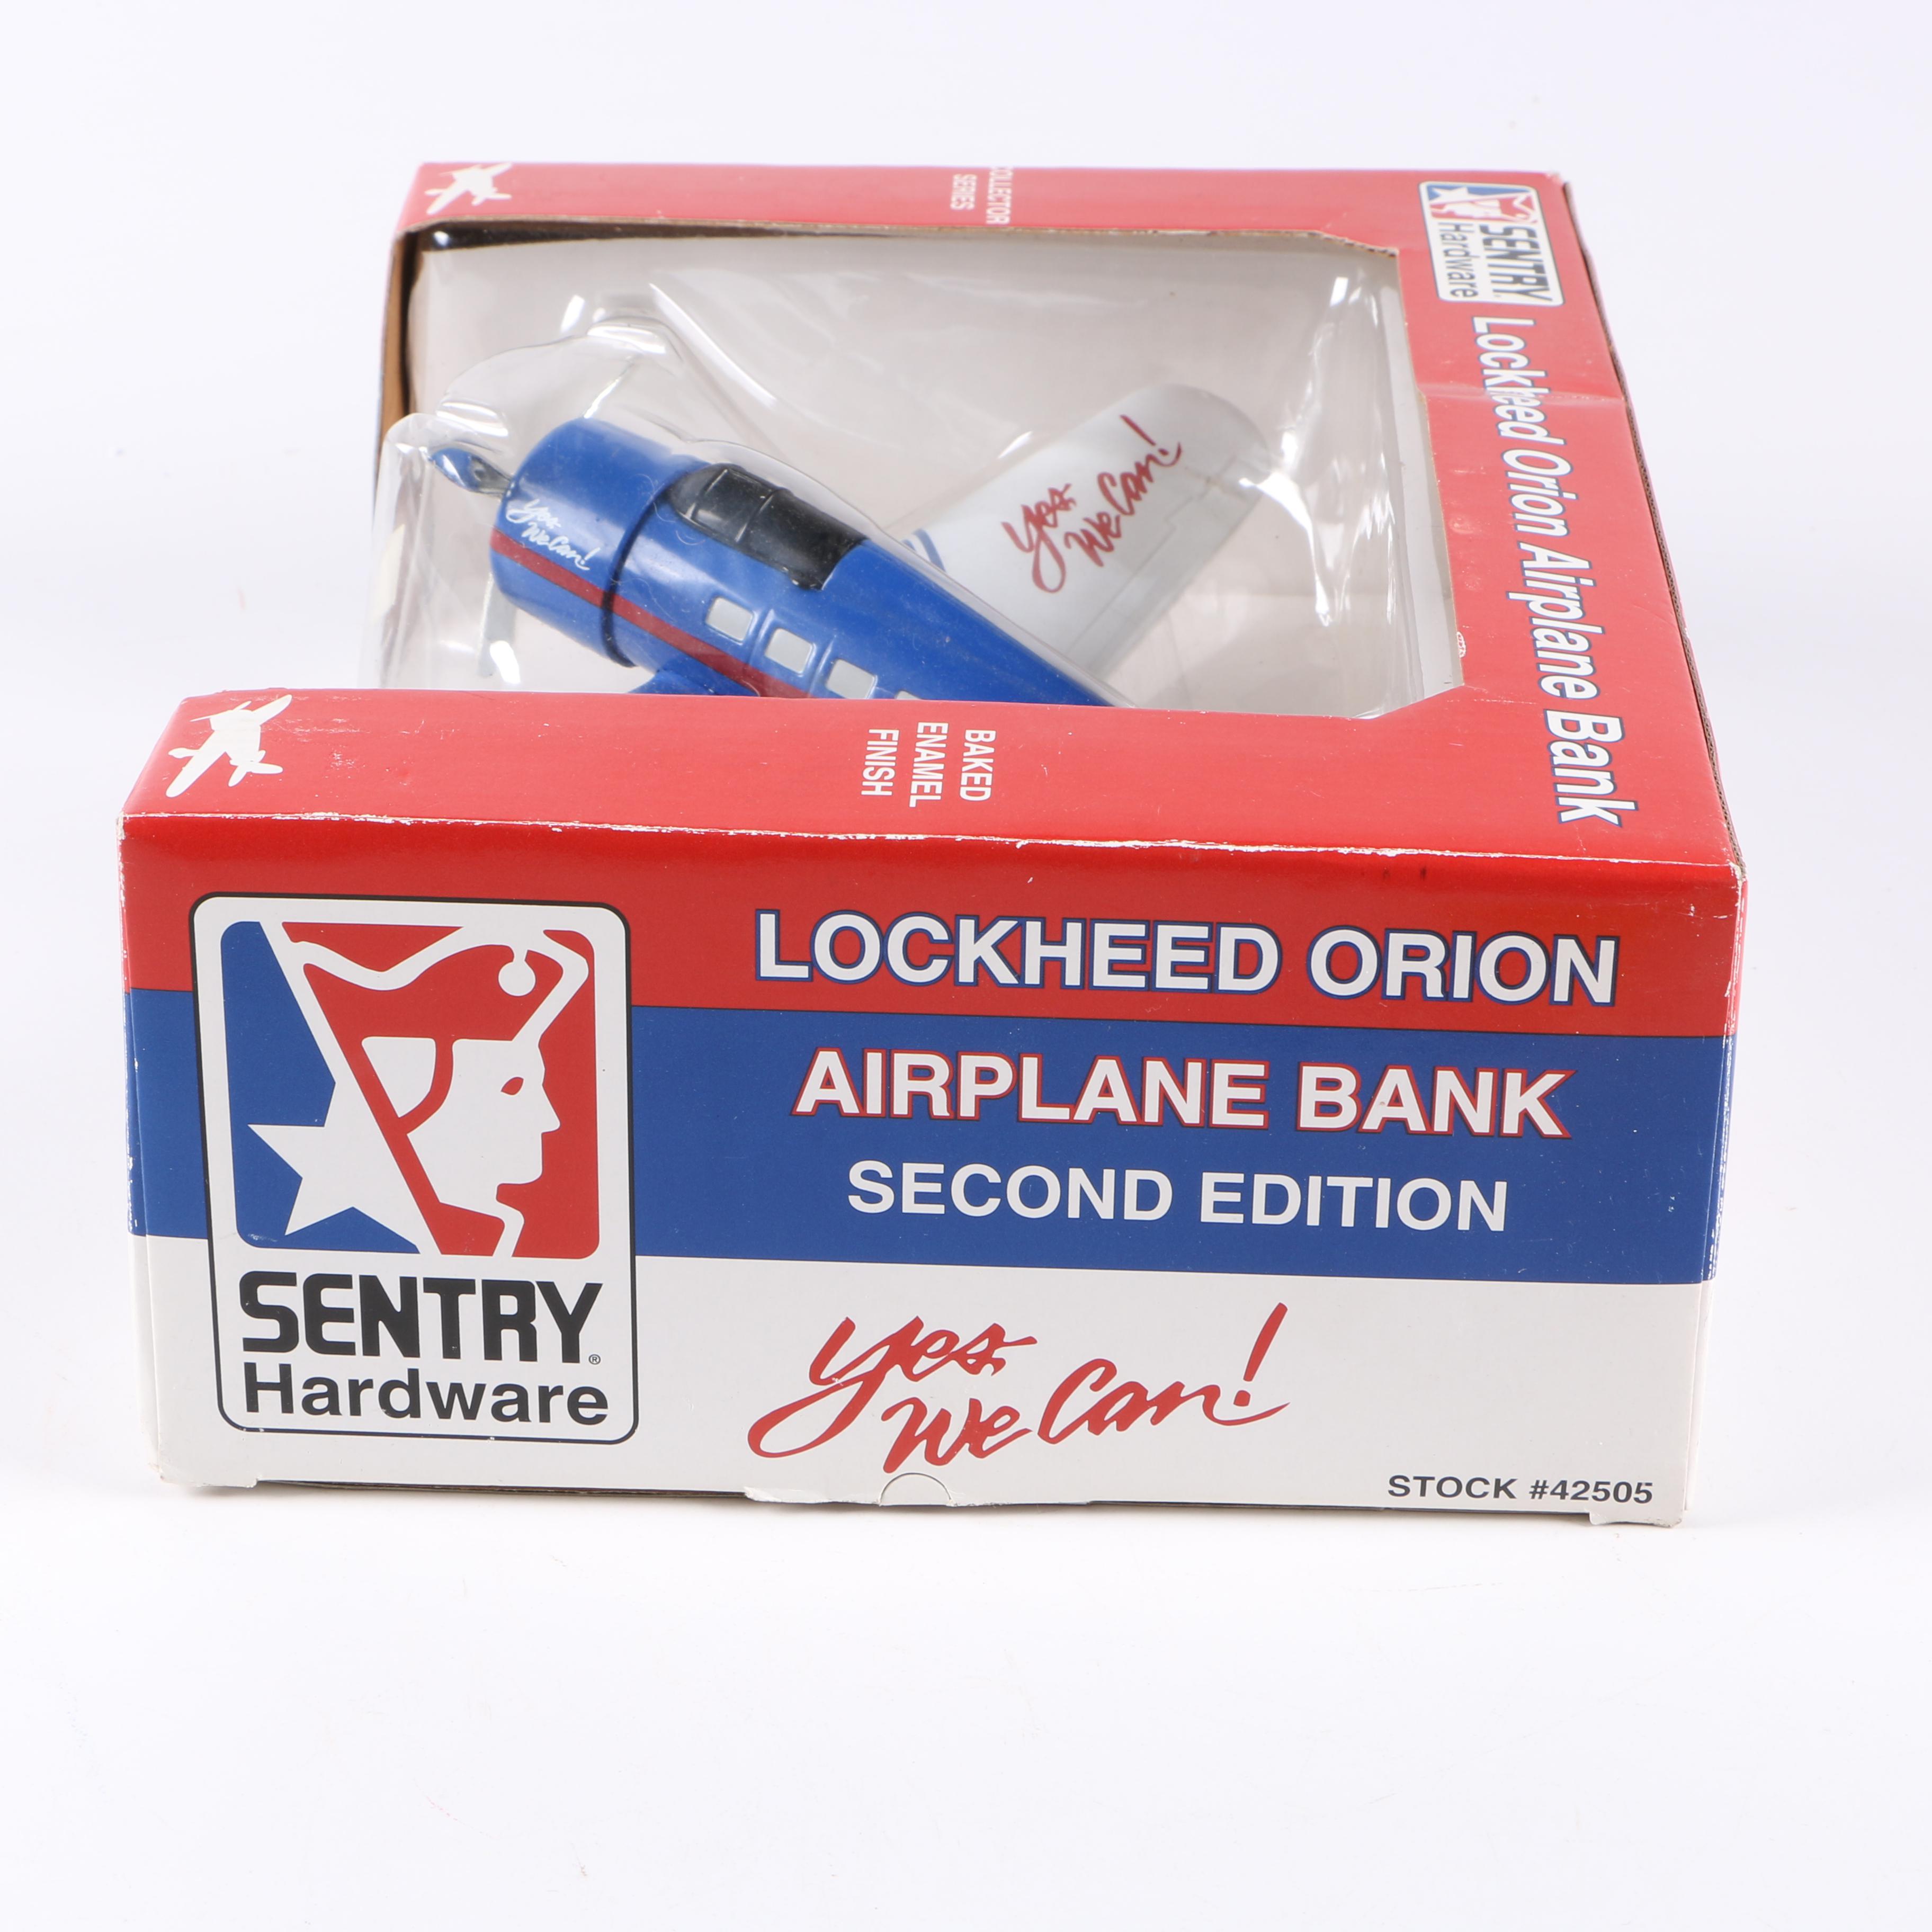 COLLECTOR
SERIES
SENTRY
Hardware
Lockheed Orion Airplane Bank
Yes
We Can!
Yes
We Can!
BAKED
ENAMEL
FINISH
LOCKHEED ORION
AIRPLANE BANK
SECOND EDITION
SENTRY®
Hardware
Yes
We Can!
STOCK #42505